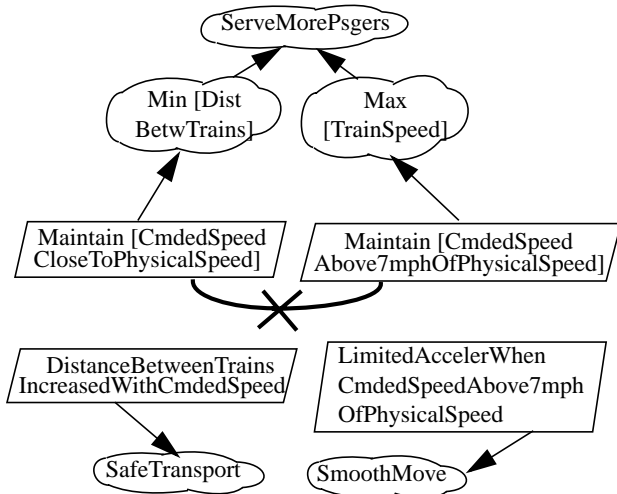 ServeMorePsgers
Min [Dist
BetwTrains]
Max
[TrainSpeed]
Maintain [CmdedSpeed
CloseToPhysicalSpeed]
Maintain [CmdedSpeed
Above7mphOfPhysicalSpeed]
DistanceBetweenTrains
IncreasedWithCmdedSpeed
LimitedAccelerWhen
CmdedSpeedAbove7mph
OfPhysicalSpeed
SafeTransport
SmoothMove